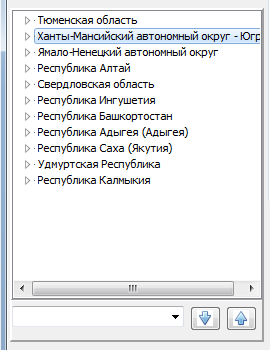 Тюменская область
Ханты-Мансийский автономный округ - Югр
Ямало-Ненецкий автономный округ
Республика Алтай
Свердловская область
Республика Ингушетия
Республика Башкортостан
Республика Адыгея (Адыгея)
Республика Саха (Якутия)
Удмуртская Республика
Республика Калмыкия